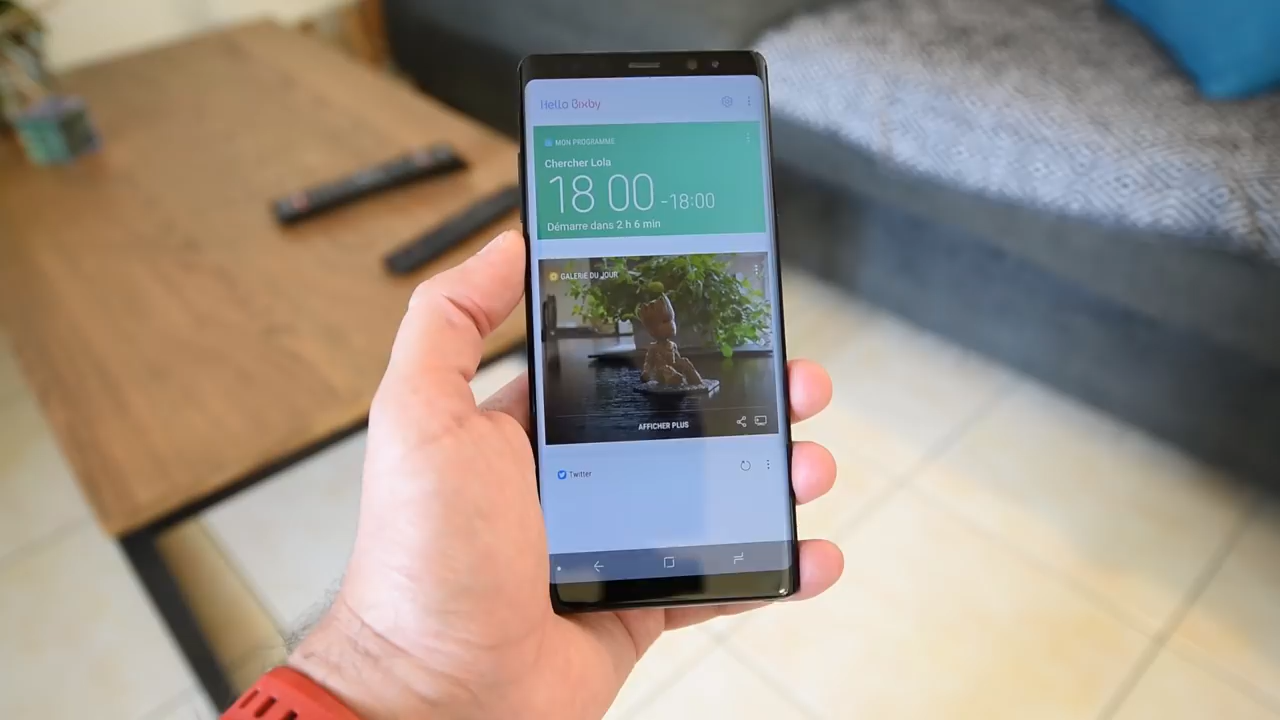 Hello Bixby
MON PROGRAMME
Chercher Lola
18 00 -18:00
Démarre dans 2 h 6 min
GALERIE DU JOUR
AFFICHER PLUS
Twitter